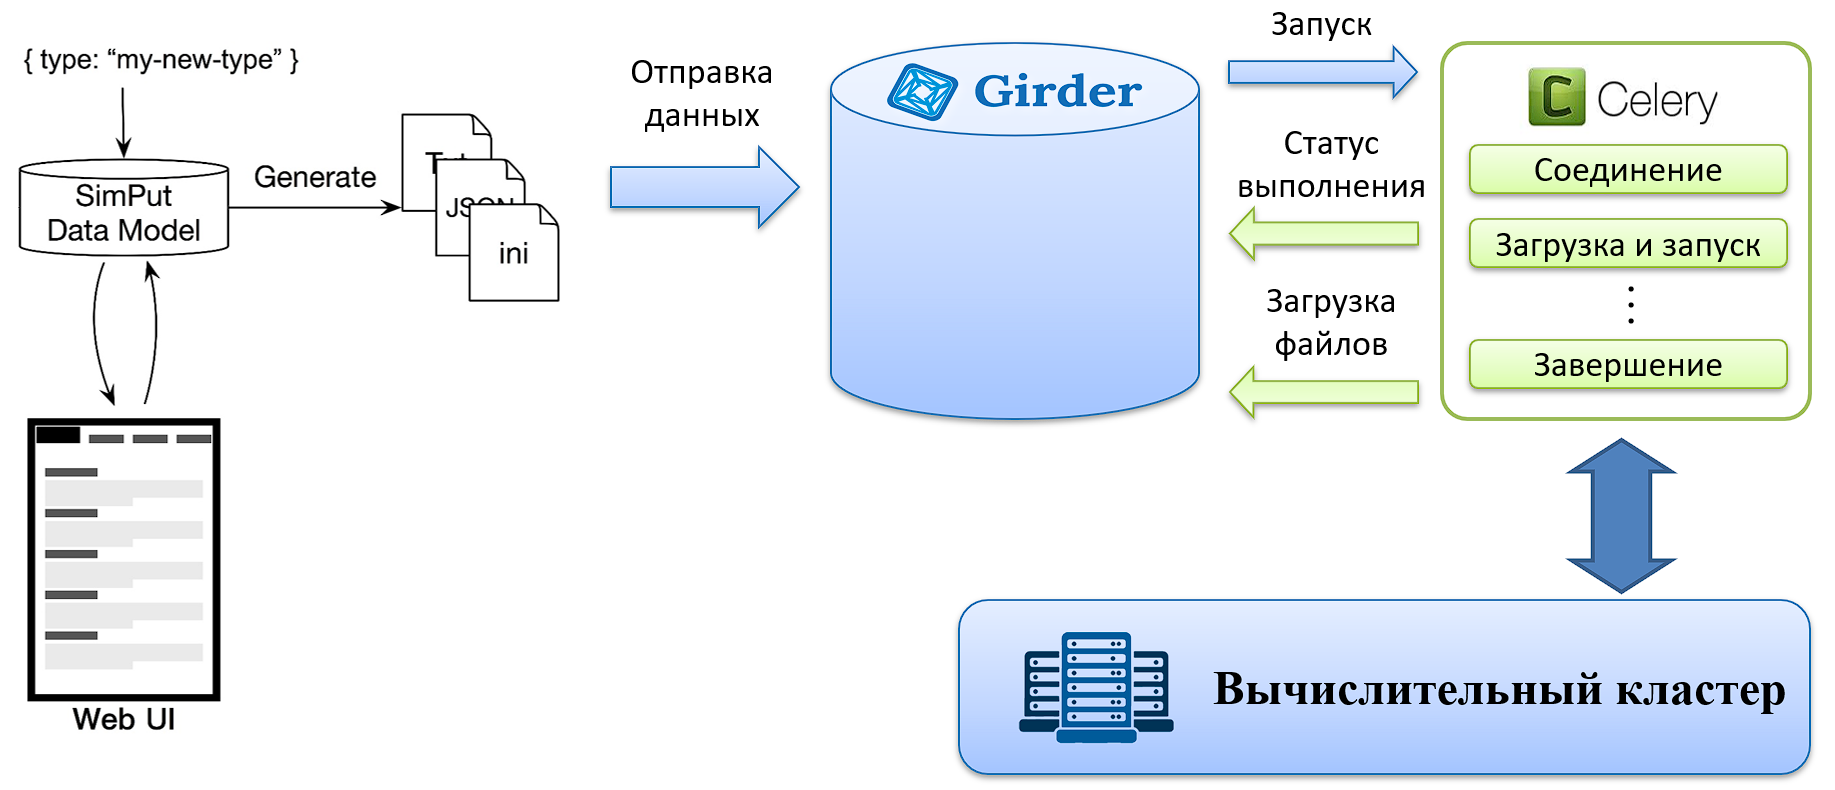 { type: “my-new-type” }
SimPut
Data Model
Generate
JSON
ini
Web UI
Отправка
данных
Girder
Запуск
Статус
выполнения
Загрузка
файлов
C Celery
Соединение
Загрузка и запуск
Завершение
Вычислительный кластер